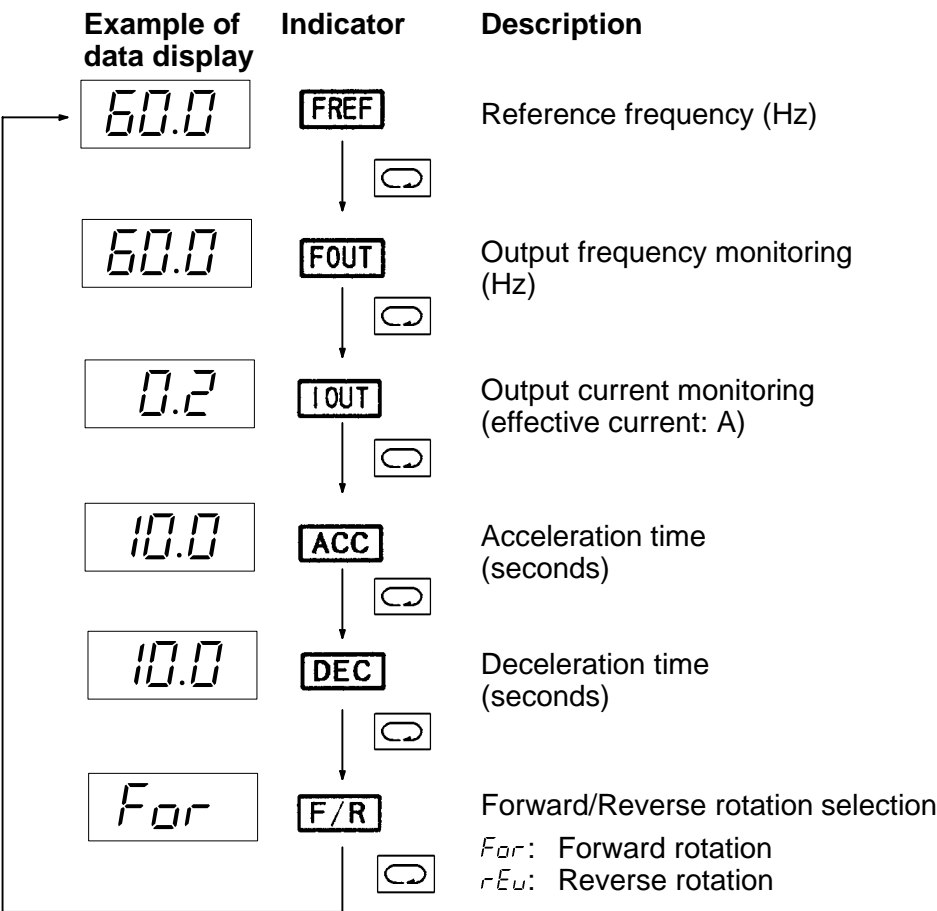 Example of data display Indicator Description
60.0 FREF Reference frequency (Hz)
60.0 FOUT Output frequency monitoring
(Hz)
0.2 IOUT Output current monitoring
(effective current: A)
10.0 ACC Acceleration time
(seconds)
10.0 DEC Deceleration time
(seconds)
For F/R Forward/Reverse rotation selection
For: Forward rotation
rEu: Reverse rotation